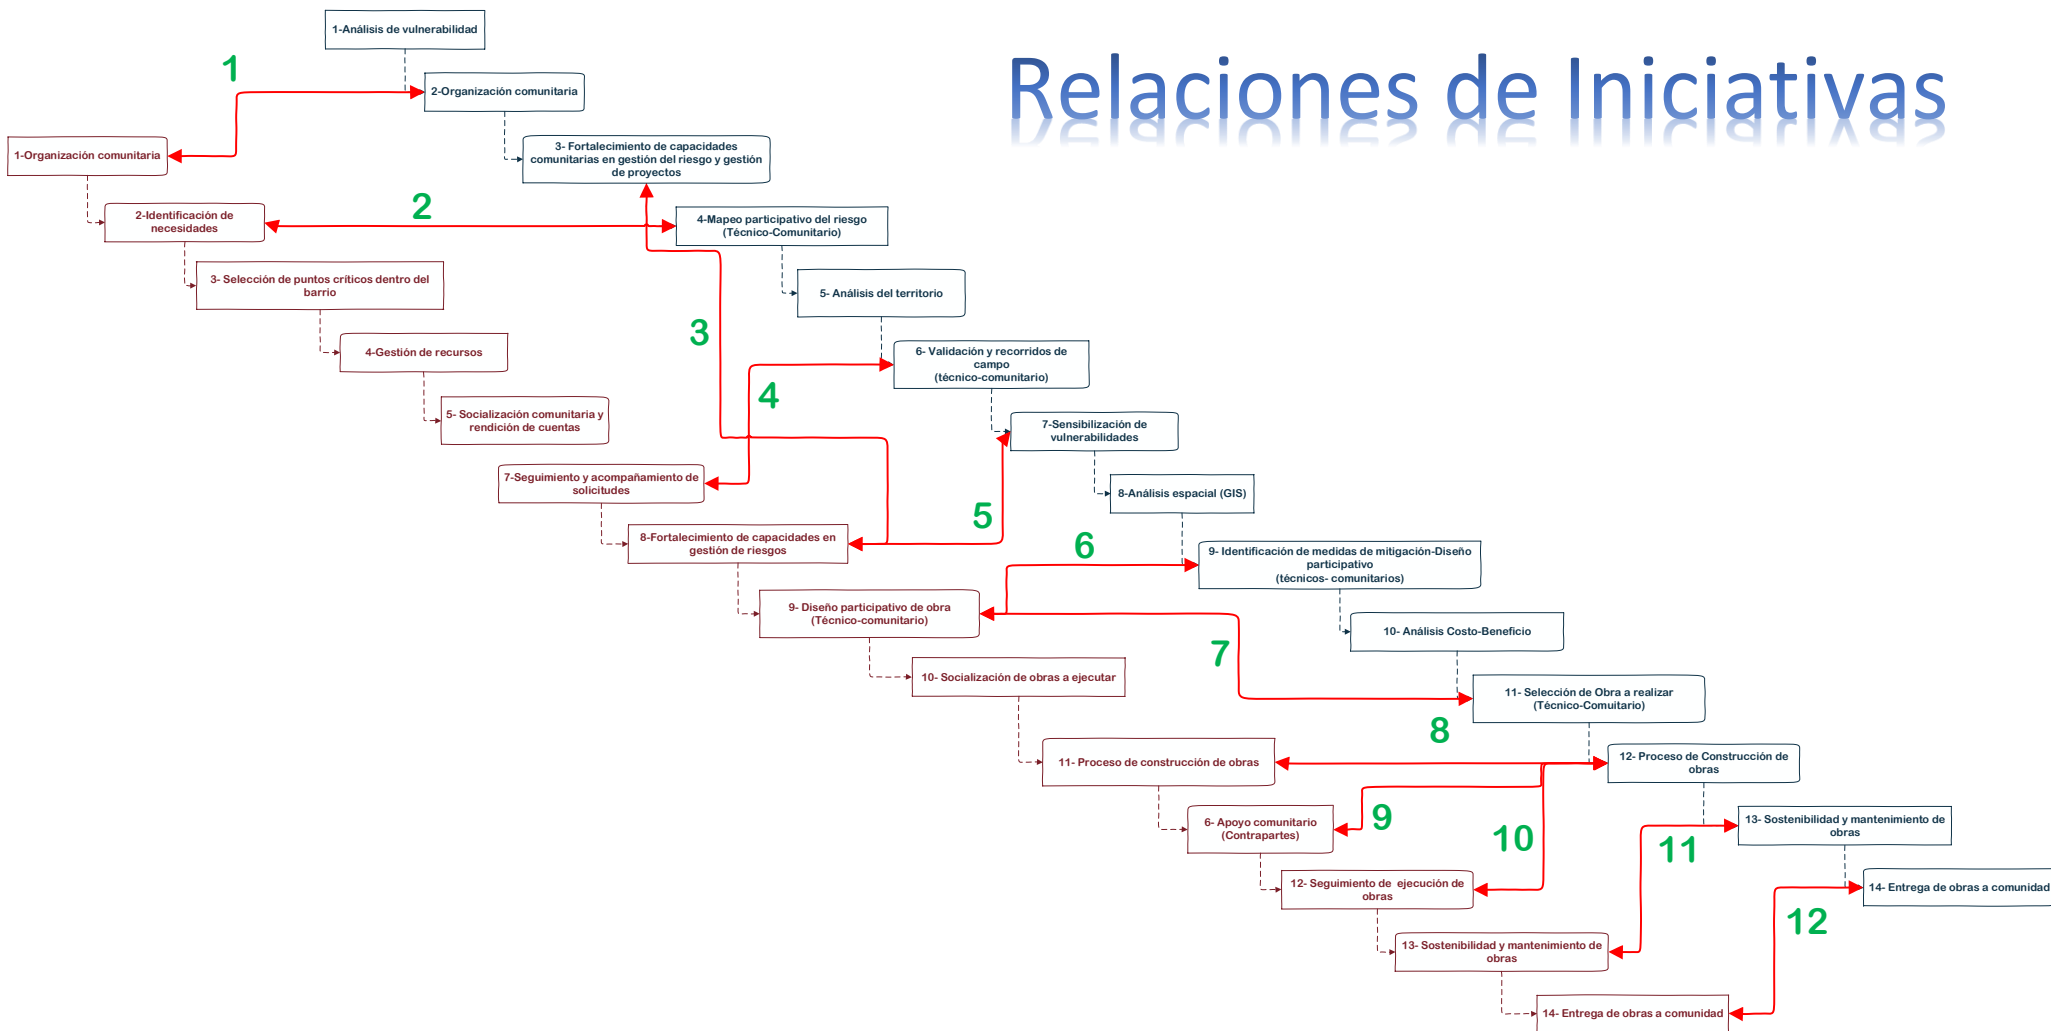 Relaciones de Iniciativas
1-Análisis de vulnerabilidad
1
2-Organización comunitaria
1-Organización comunitaria
3- Fortalecimiento de capacidades
comunitarias en gestión del riesgo y gestión
de proyectos
2-Identificación de
necesidades
2
4-Mapeo participativo del riesgo
(Técnico-Comunitario)
3- Selección de puntos críticos dentro del
barrio
5- Análisis del territorio
3
4-Gestión de recursos
6- Validación y recorridos de
campo
(técnico-comunitario)
4
5- Socialización comunitaria y
rendición de cuentas
7-Sensibilización de
vulnerabilidades
7-Seguimiento y acompañamiento de
solicitudes
8-Análisis espacial (GIS)
5
8-Fortalecimiento de capacidades en
gestión de riesgos
6
9- Identificación de medidas de mitigación-Diseño
participativo
(técnicos- comunitarios)
9- Diseño participativo de obra
(Técnico-comunitario)
10- Análisis Costo-Beneficio
7
10- Socialización de obras a ejecutar
11- Selección de Obra a realizar
(Técnico-Comuitario)
8
11- Proceso de construcción de obras
12- Proceso de Construcción de
obras
6- Apoyo comunitario
(Contrapartes)
9
10
13- Sostenibilidad y mantenimiento de
obras
11
12- Seguimiento de  ejecución de
obras
14- Entrega de obras a comunidad
12
13- Sostenibilidad y mantenimiento de
obras
14- Entrega de obras a comunidad